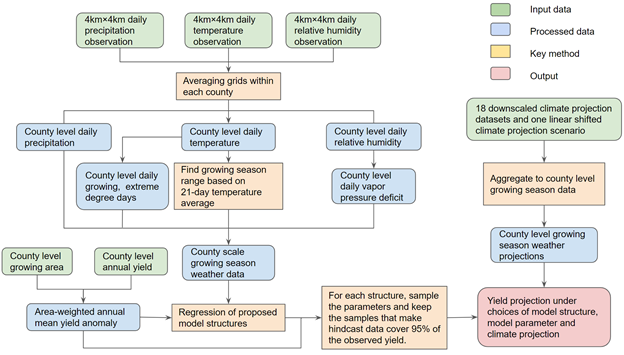 4km×4km daily
precipitation
observation
4km×4km daily
temperature
observation
4km×4km daily
relative humidity
observation
Input data
Processed data
Key method
Output
Averaging grids within
each county
County level daily
precipitation
County level daily
temperature
County level daily
relative humidity
18 downscaled climate projection
datasets and one linear shifted
climate projection scenario
County level daily
growing, extreme
degree days
Find growing season
range based on
21-day temperature
average
County level
daily vapor
pressure deficit
Aggregate to county level
growing season data
County level
growing area
County level
annual yield
County scale
growing season
weather data
County level growing
season weather
projections
Area-weighted annual
mean yield anomaly
Regression of proposed
model structures
For each structure, sample
the parameters and keep
the samples that make
hindcast data cover 95%
of the observed yield.
Yield projection under
choices of model structure,
model parameter and
climate projection